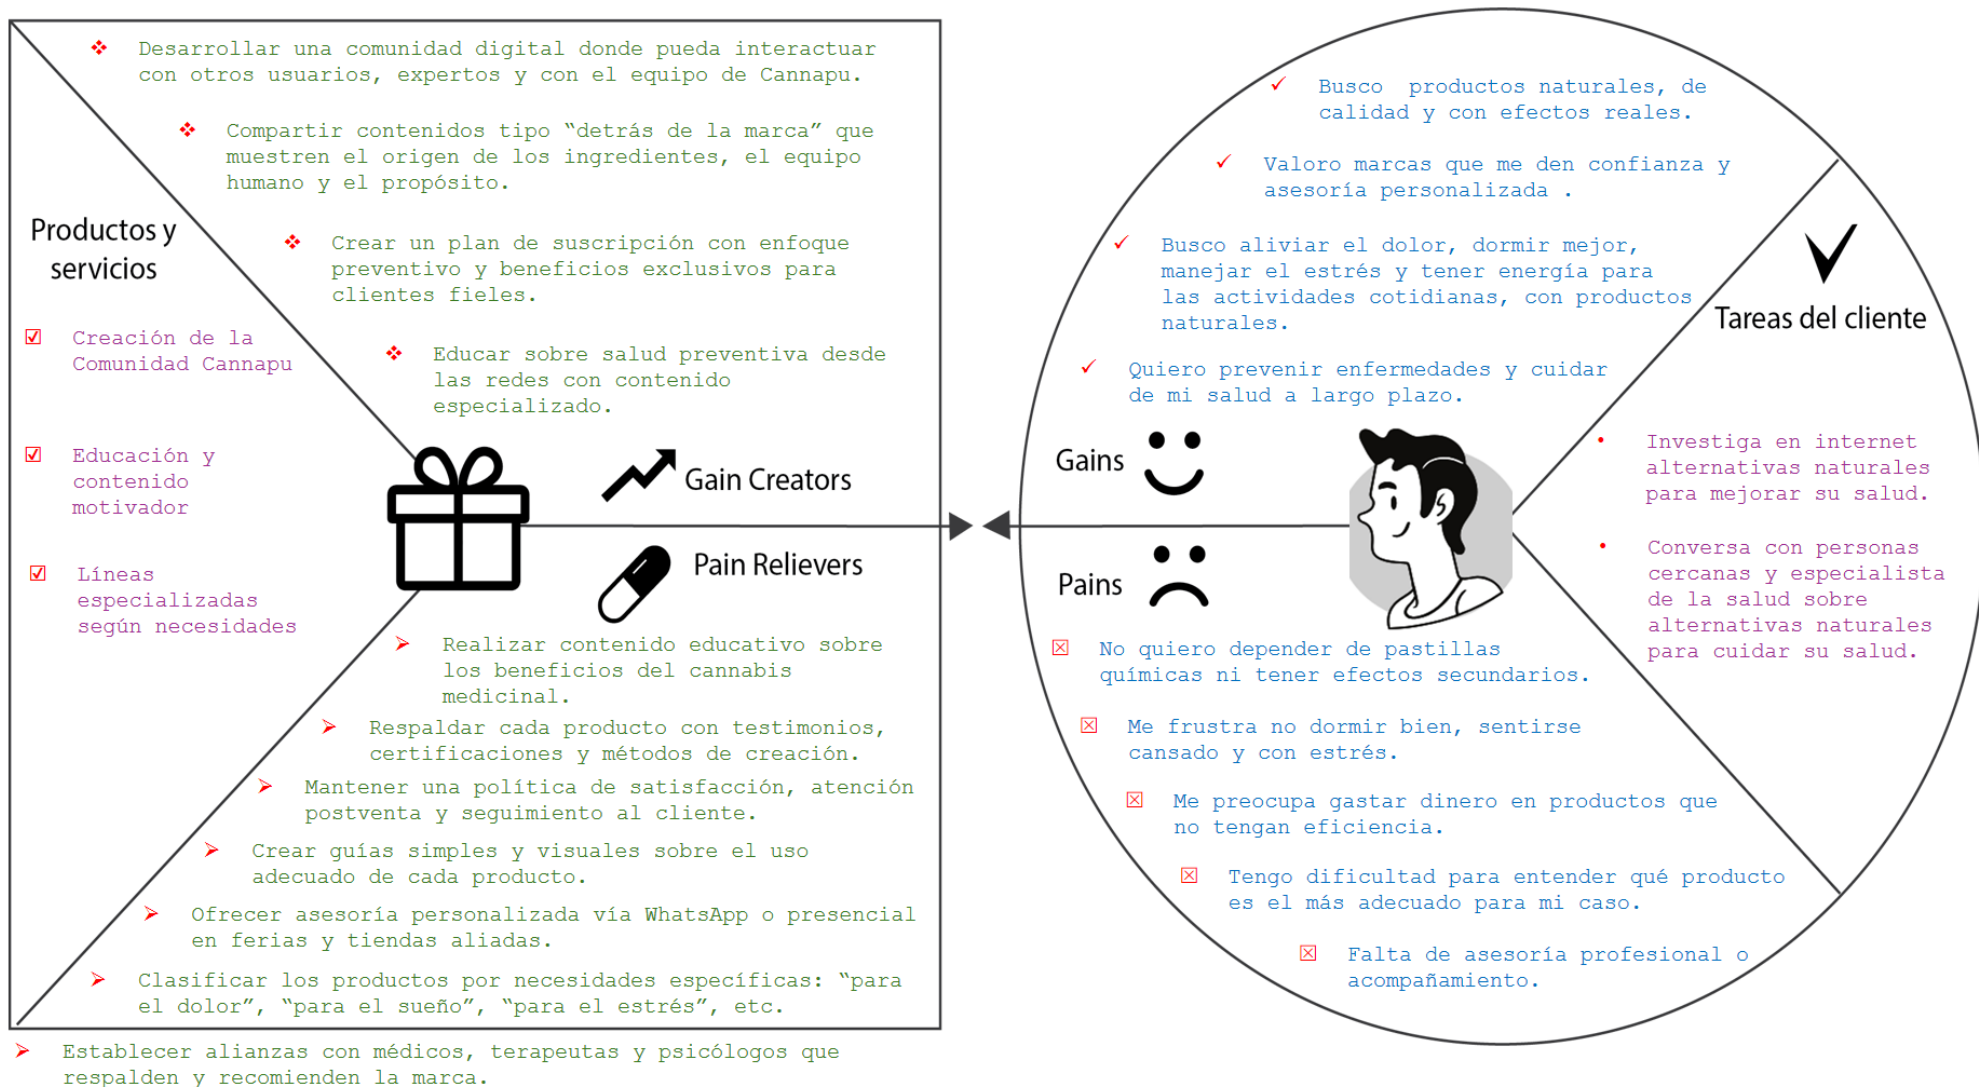 Desarrollar una comunidad digital donde pueda interactuar
con otros usuarios, expertos y con el equipo de Cannapu.
Compartir contenidos tipo “detrás de la marca” que
muestren el origen de los ingredientes, el equipo
humano y el propósito.
Crear un plan de suscripción con enfoque
preventivo y beneficios exclusivos para
clientes fieles.
Educar sobre salud preventiva desde
las redes con contenido
especializado.
Gain Creators
Productos y
servicios
Creación de la
Comunidad Cannapu
Educación y
contenido
motivador
Líneas
especializadas
según necesidades
Pain Relievers
Realizar contenido educativo sobre
los beneficios del cannabis
medicinal.
Respaldar cada producto con testimonios,
certificaciones y métodos de creación.
Mantener una política de satisfacción, atención
postventa y seguimiento al cliente.
Crear guías simples y visuales sobre el uso
adecuado de cada producto.
Ofrecer asesoría personalizada vía WhatsApp o presencial
en ferias y tiendas aliadas.
Clasificar los productos por necesidades específicas: “para
el dolor”, “para el sueño”, “para el estrés”, etc.
Establecer alianzas con médicos, terapeutas y psicólogos que
respalden y recomienden la marca.
Busco productos naturales, de
calidad y con efectos reales.
Valoro marcas que me den confianza y
asesoría personalizada .
Busco aliviar el dolor, dormir mejor,
manejar el estrés y tener energía para
las actividades cotidianas, con productos
naturales.
Quiero prevenir enfermedades y cuidar
de mi salud a largo plazo.
Gains
Pains
No quiero depender de pastillas
químicas ni tener efectos secundarios.
Me frustra no dormir bien, sentirse
cansado y con estrés.
Me preocupa gastar dinero en productos que
no tengan eficiencia.
Tengo dificultad para entender qué producto
es el más adecuado para mi caso.
Falta de asesoría profesional o
acompañamiento.
Tareas del cliente
Investiga en internet
alternativas naturales
para mejorar su salud.
Conversa con personas
cercanas y especialista
de la salud sobre
alternativas naturales
para cuidar su salud.